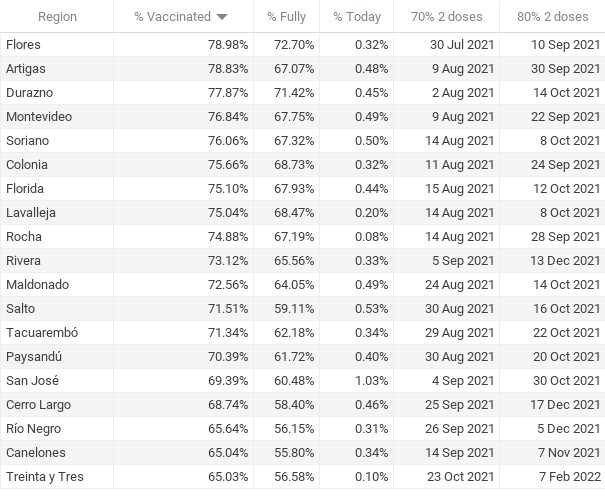 Region % Vaccinated % Fully % Today 70% 2 doses 80% 2 doses
Flores 78.98% 72.70% 0.32% 30 Jul 2021 10 Sep 2021
Artigas 78.83% 67.07% 0.48% 9 Aug 2021 30 Sep 2021
Durazno 77.87% 71.42% 0.45% 2 Aug 2021 14 Oct 2021
Montevideo 76.84% 67.75% 0.49% 9 Aug 2021 22 Sep 2021
Soriano 76.06% 67.32% 0.50% 14 Aug 2021 8 Oct 2021
Colonia 75.66% 68.73% 0.32% 11 Aug 2021 24 Sep 2021
Florida 75.10% 67.93% 0.44% 15 Aug 2021 12 Oct 2021
Lavalleja 75.04% 68.47% 0.20% 14 Aug 2021 8 Oct 2021
Rocha 74.88% 67.19% 0.08% 14 Aug 2021 28 Sep 2021
Rivera 73.12% 65.56% 0.33% 5 Sep 2021 13 Dec 2021
Maldonado 72.56% 64.05% 0.49% 24 Aug 2021 14 Oct 2021
Salto 71.51% 59.11% 0.53% 30 Aug 2021 16 Oct 2021
Tacuarembó 71.34% 62.18% 0.34% 29 Aug 2021 22 Oct 2021
Paysandú 70.39% 61.72% 0.40% 30 Aug 2021 20 Oct 2021
San José 69.39% 60.48% 1.03% 4 Sep 2021 30 Oct 2021
Cerro Largo 68.74% 58.40% 0.46% 25 Sep 2021 17 Dec 2021
Río Negro 65.64% 56.15% 0.31% 26 Sep 2021 5 Dec 2021
Canelones 65.04% 55.80% 0.34% 14 Sep 2021 7 Nov 2021
Treinta y Tres 65.03% 56.58% 0.10% 23 Oct 2021 7 Feb 2022